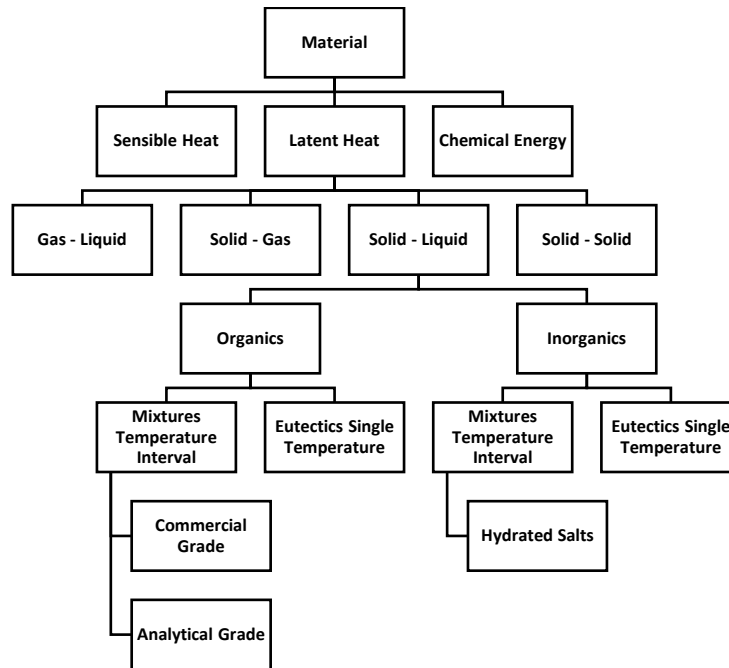 Material
Sensible Heat
Latent Heat
Chemical Energy
Gas - Liquid
Solid - Gas
Solid - Liquid
Solid - Solid
Organics
Inorganics
Mixtures
Temperature
Interval
Eutectics Single
Temperature
Mixtures
Temperature
Interval
Eutectics Single
Temperature
Commercial
Grade
Hydrated Salts
Analytical Grade